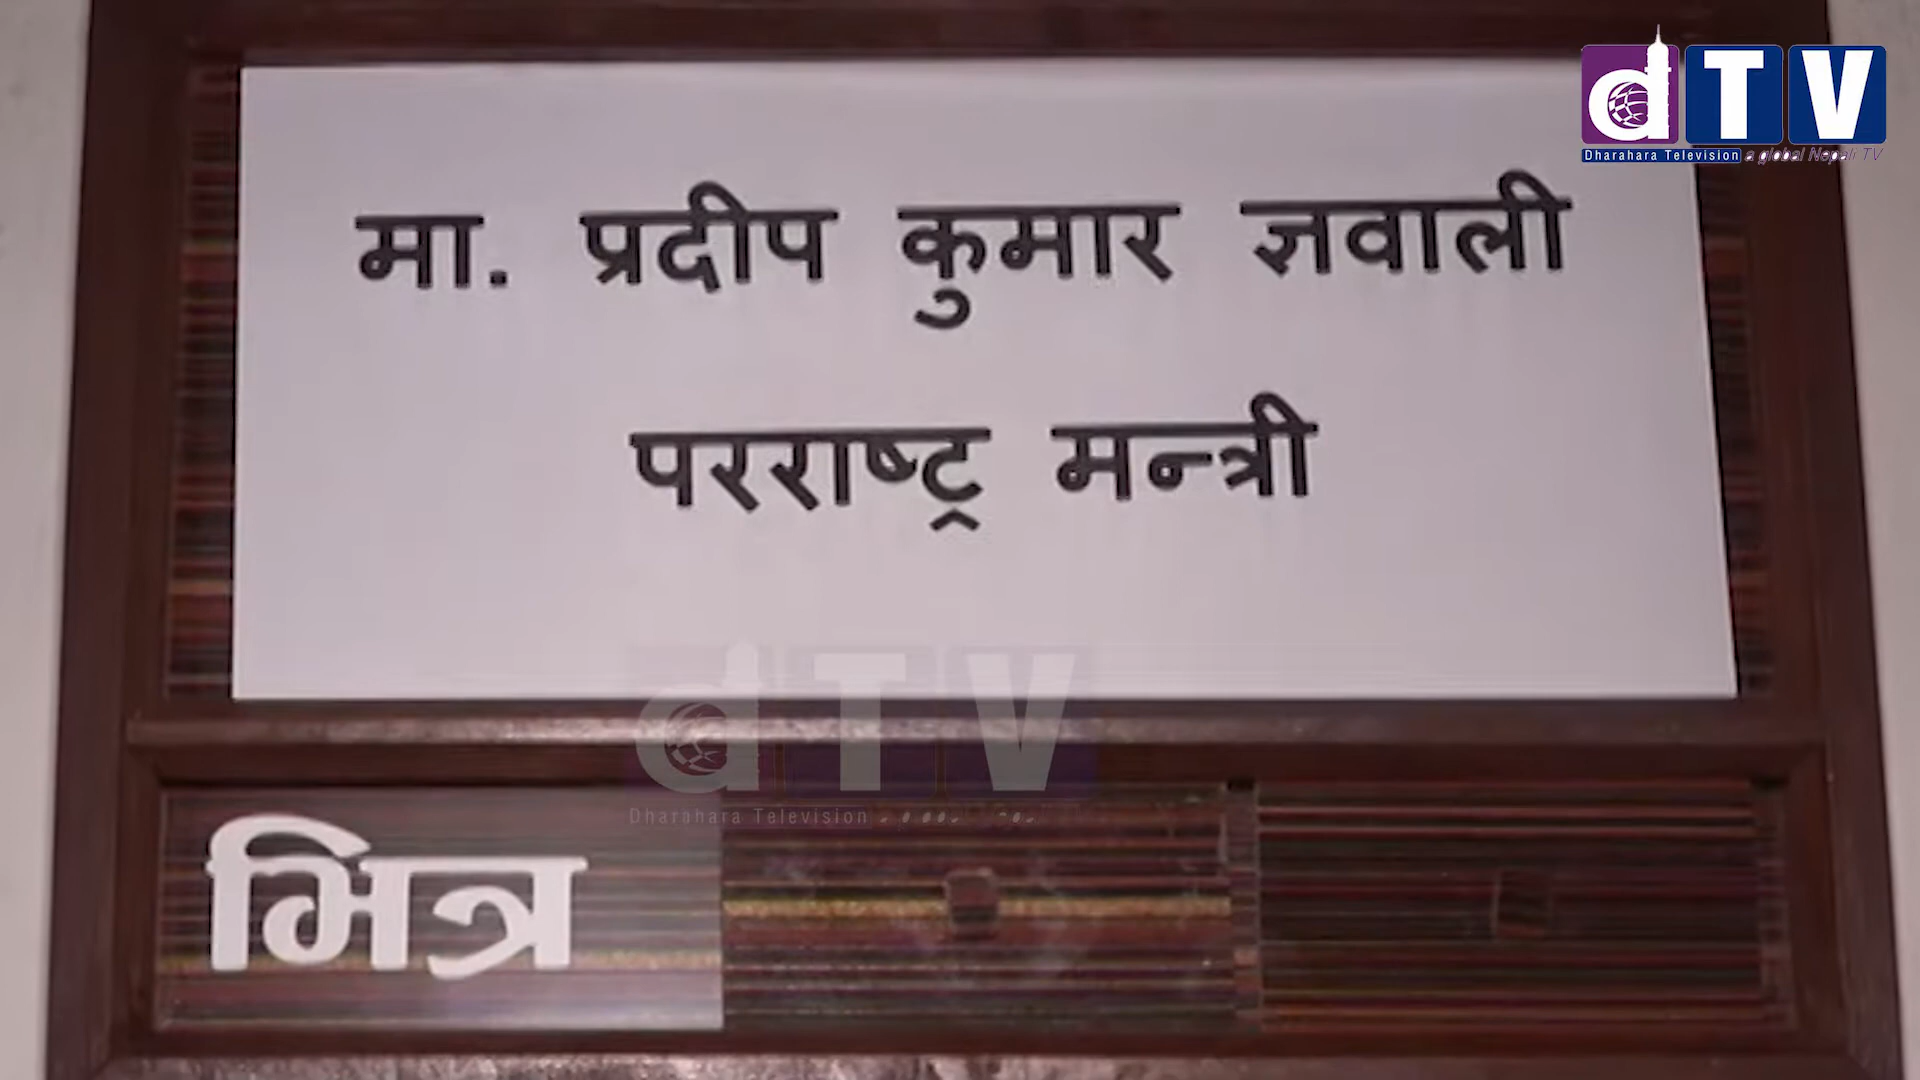 dTV
Dharahara Television a global Nepali TV
मा. प्रदीप कुमार ज्ञवाली
परराष्ट्र मन्त्री
dTV
Dharahara Television
भित्र